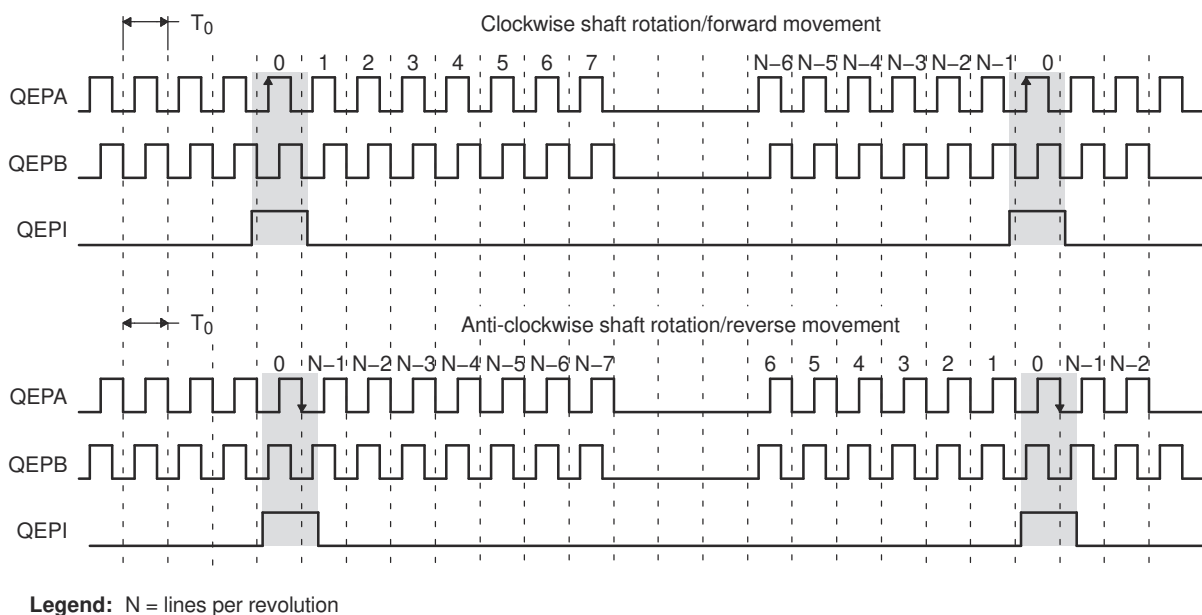 T0 Clockwise shaft rotation/forward movement
0 1 2 3 4 5 6 7 N–6 N–5 N–4 N–3 N–2 N–1 0
QEPA
QEPB
QEPI
T0 Anti-clockwise shaft rotation/reverse movement
0 N–1 N–2 N–3 N–4 N–5 N–6 N–7 6 5 4 3 2 1 0 N–1 N–2
QEPA
QEPB
QEPI
Legend: N = lines per revolution